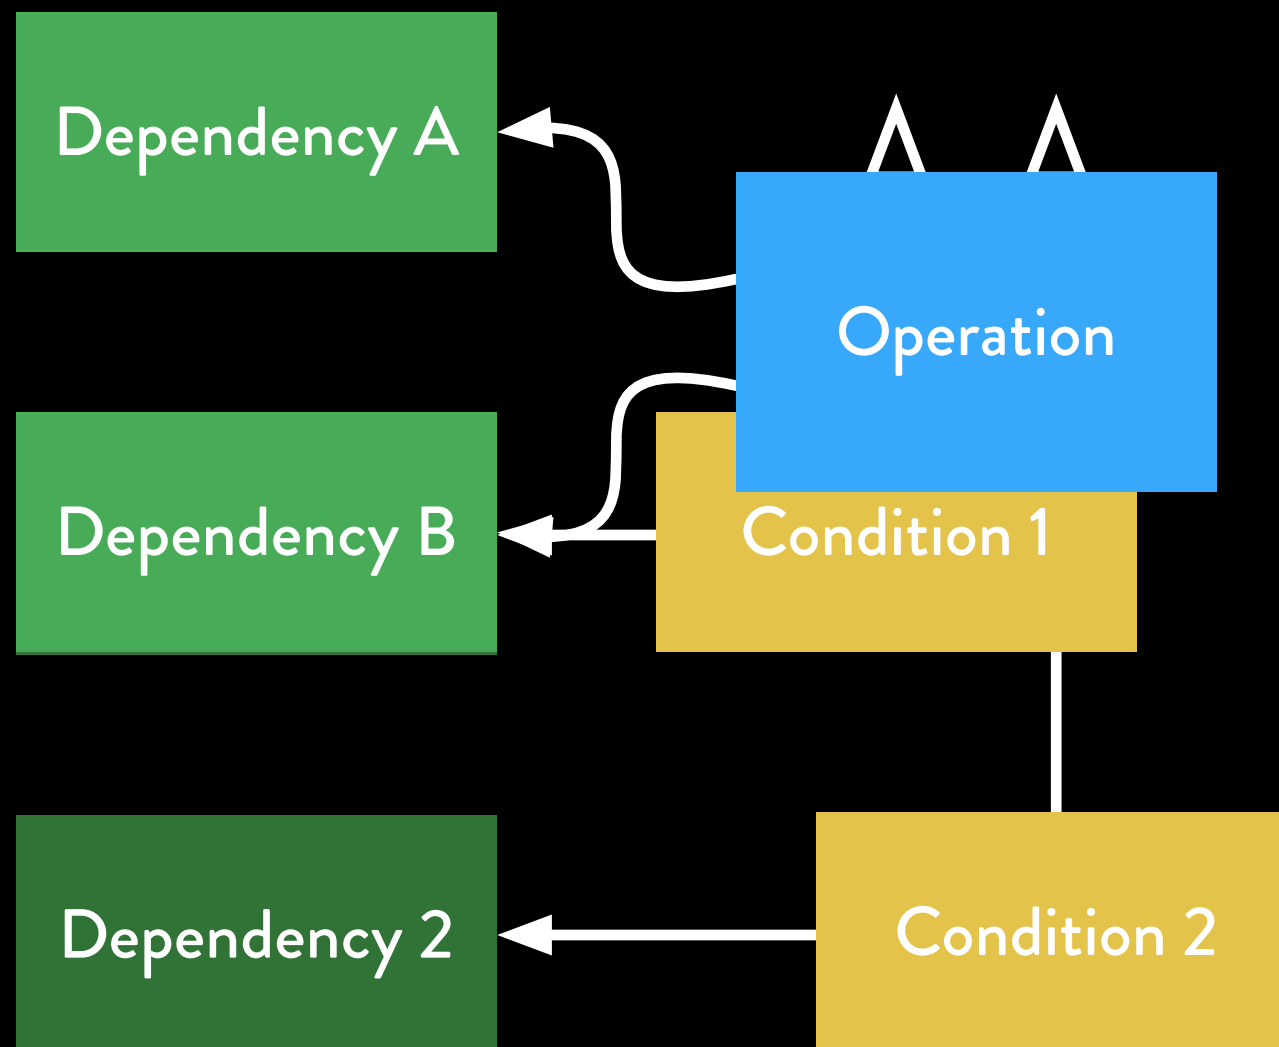 Dependency A
Operation
Dependency B
Condition 1
Dependency 2
Condition 2